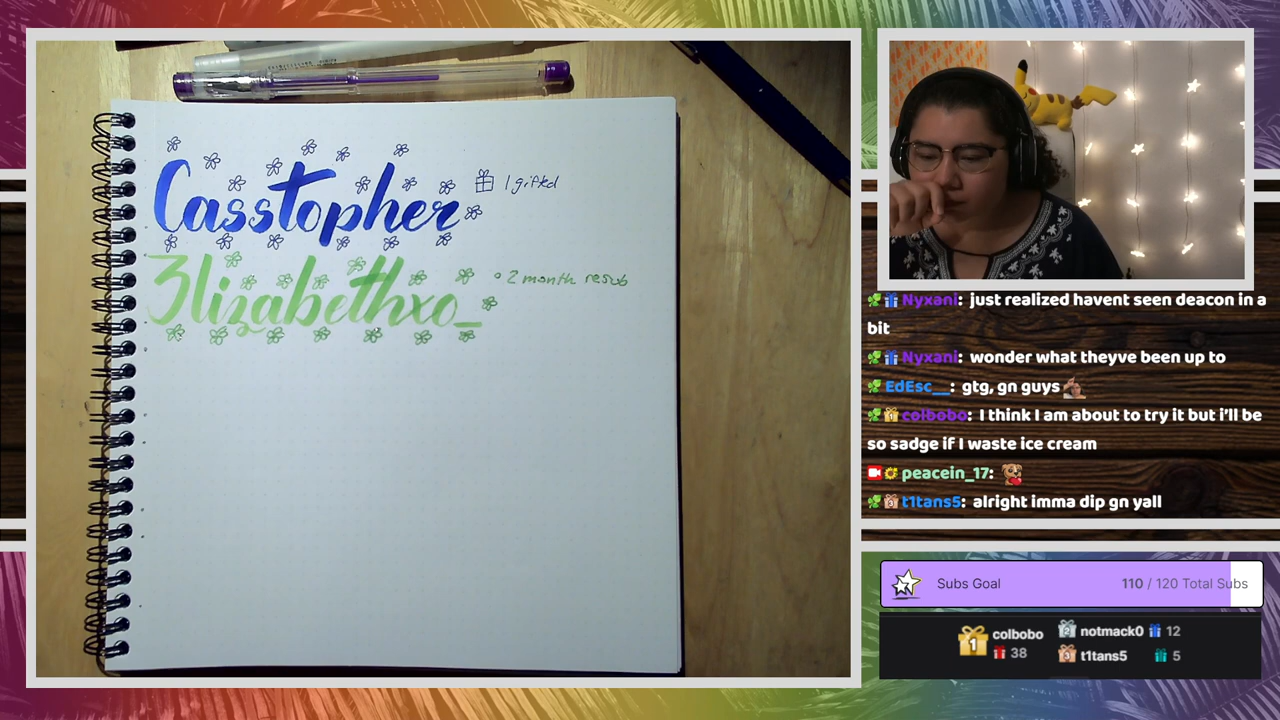 Casstopher 1 gifted
3lizabethxo_ 2 month resub
Nyxani: just realized havent seen deacon in a
bit
Nyxani: wonder what theyve been up to
EdEsc__: gtg, gn guys
colbobo: I think I am about to try it but i'll be
so sadge if I waste ice cream
peacein_17:
t1tans5: alright imma dip gn yall
Subs Goal 110 / 120 Total Subs
1 colbobo 38
2 notmack0 12
3 t1tans5 5